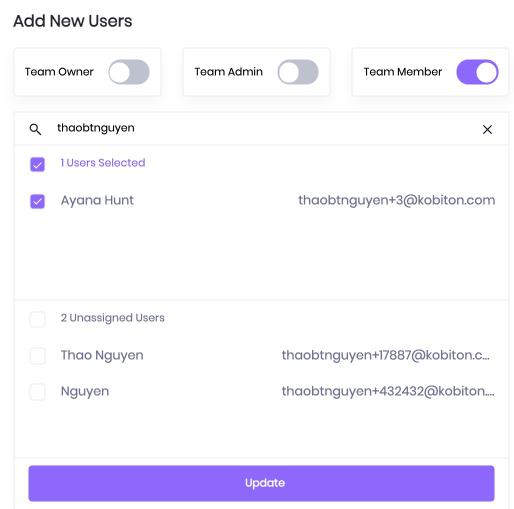 Add New Users
Team Owner
Team Admin
Team Member
thaobtnguyen
1 Users Selected
Ayana Hunt thaobtnguyen+3@kobiton.com
2 Unassigned Users
Thao Nguyen thaobtnguyen+17887@kobiton.c...
Nguyen thaobtnguyen+432432@kobiton....
Update